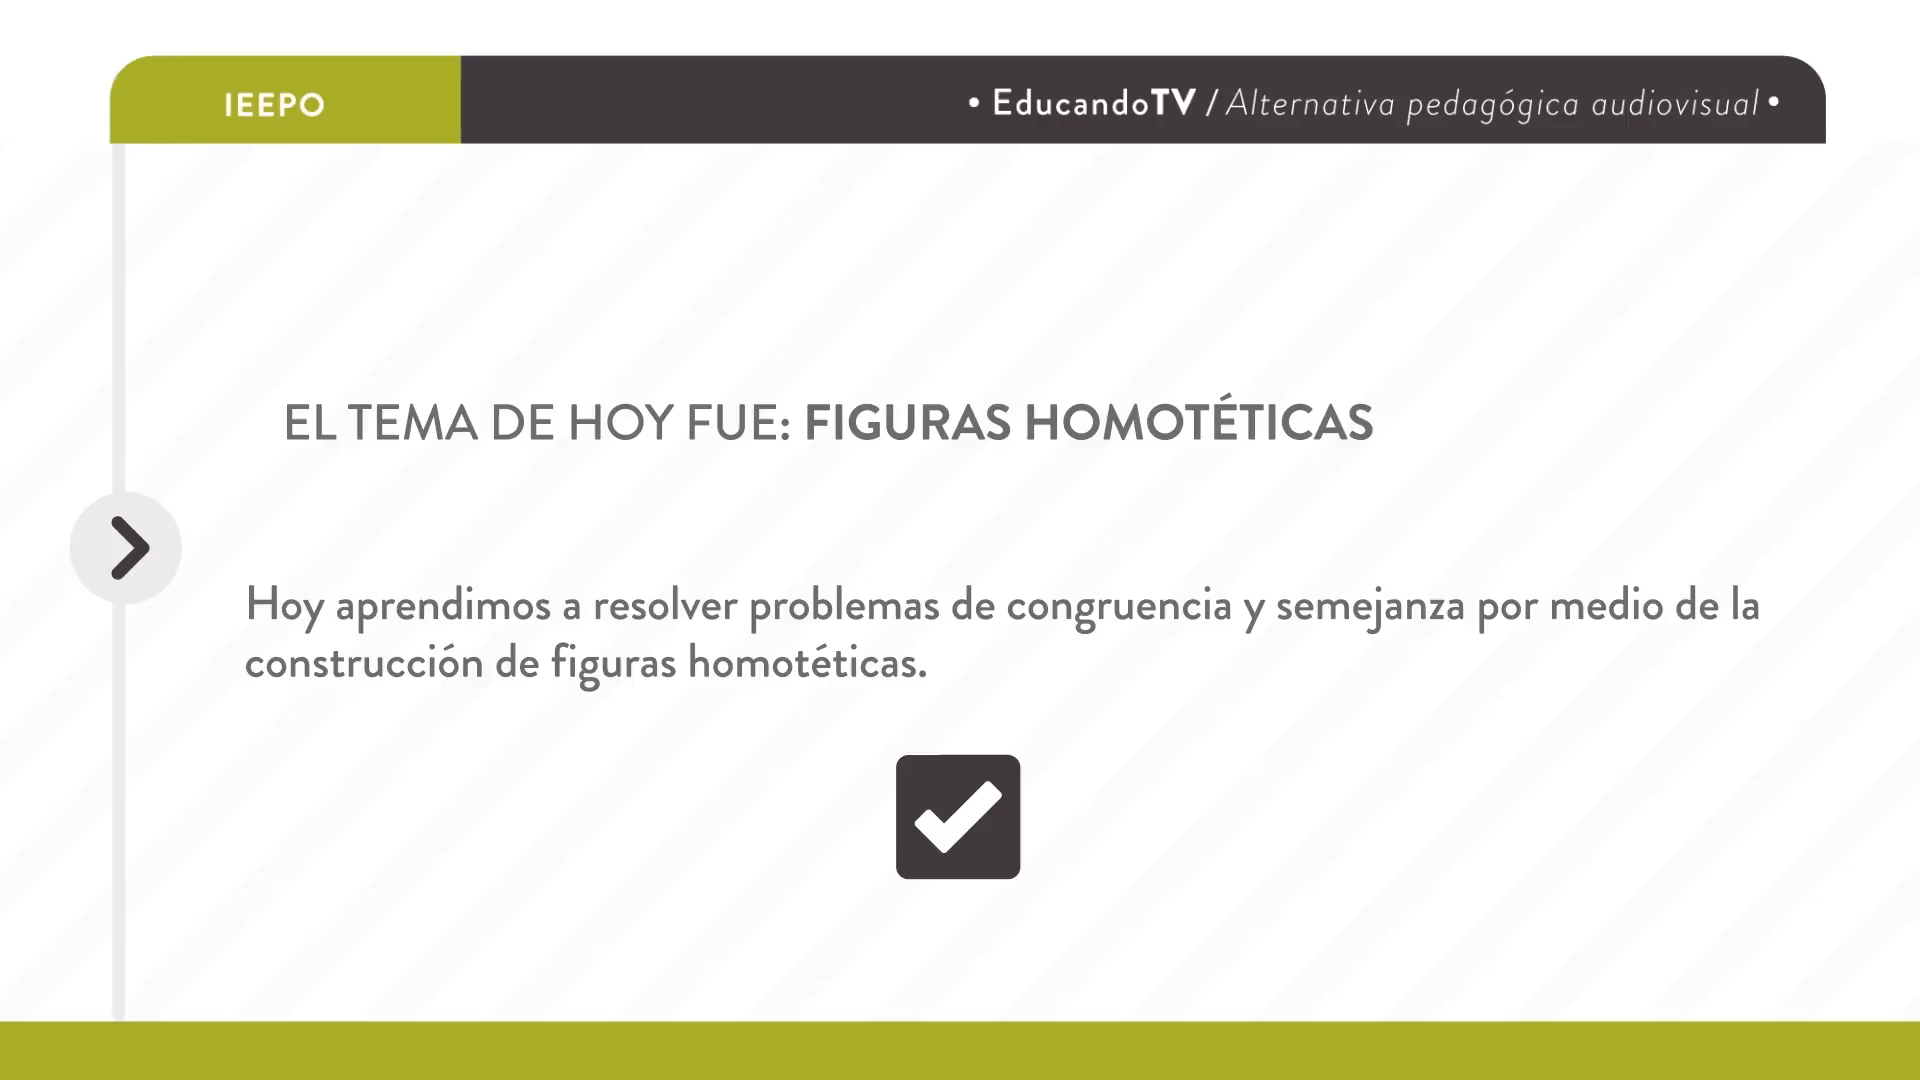 IEEPO
• EducandoTV / Alternativa pedagógica audiovisual •
EL TEMA DE HOY FUE: FIGURAS HOMOTÉTICAS
Hoy aprendimos a resolver problemas de congruencia y semejanza por medio de la
construcción de figuras homotéticas.